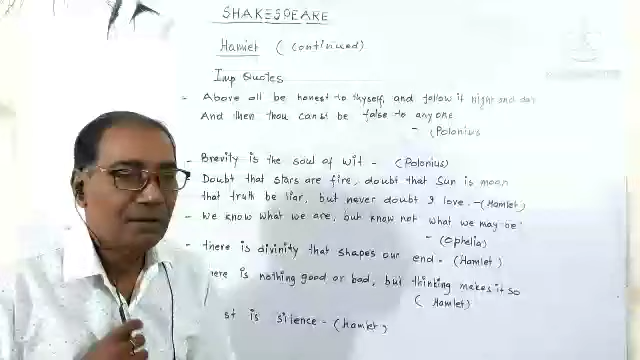 SHAKESPEARE
Hamlet ( continued)
Imp Quotes
- Above all be honest to thyself, and follow it night and day
And then thou canst be false to anyone
- (Polonius
- Brevity is the soul of wit - (Polonius)
Doubt that stars are fire, doubt that sun is moon
that truth be liar, but never doubt I love. - (Hamlet)
- We know what we are, but know not what we may be
- (Ophelia)
- there is divinity that shapes our end - (Hamlet)
here is nothing good or bad, but thinking makes it so
( Hamlet)
st is silence - (Hamlet)